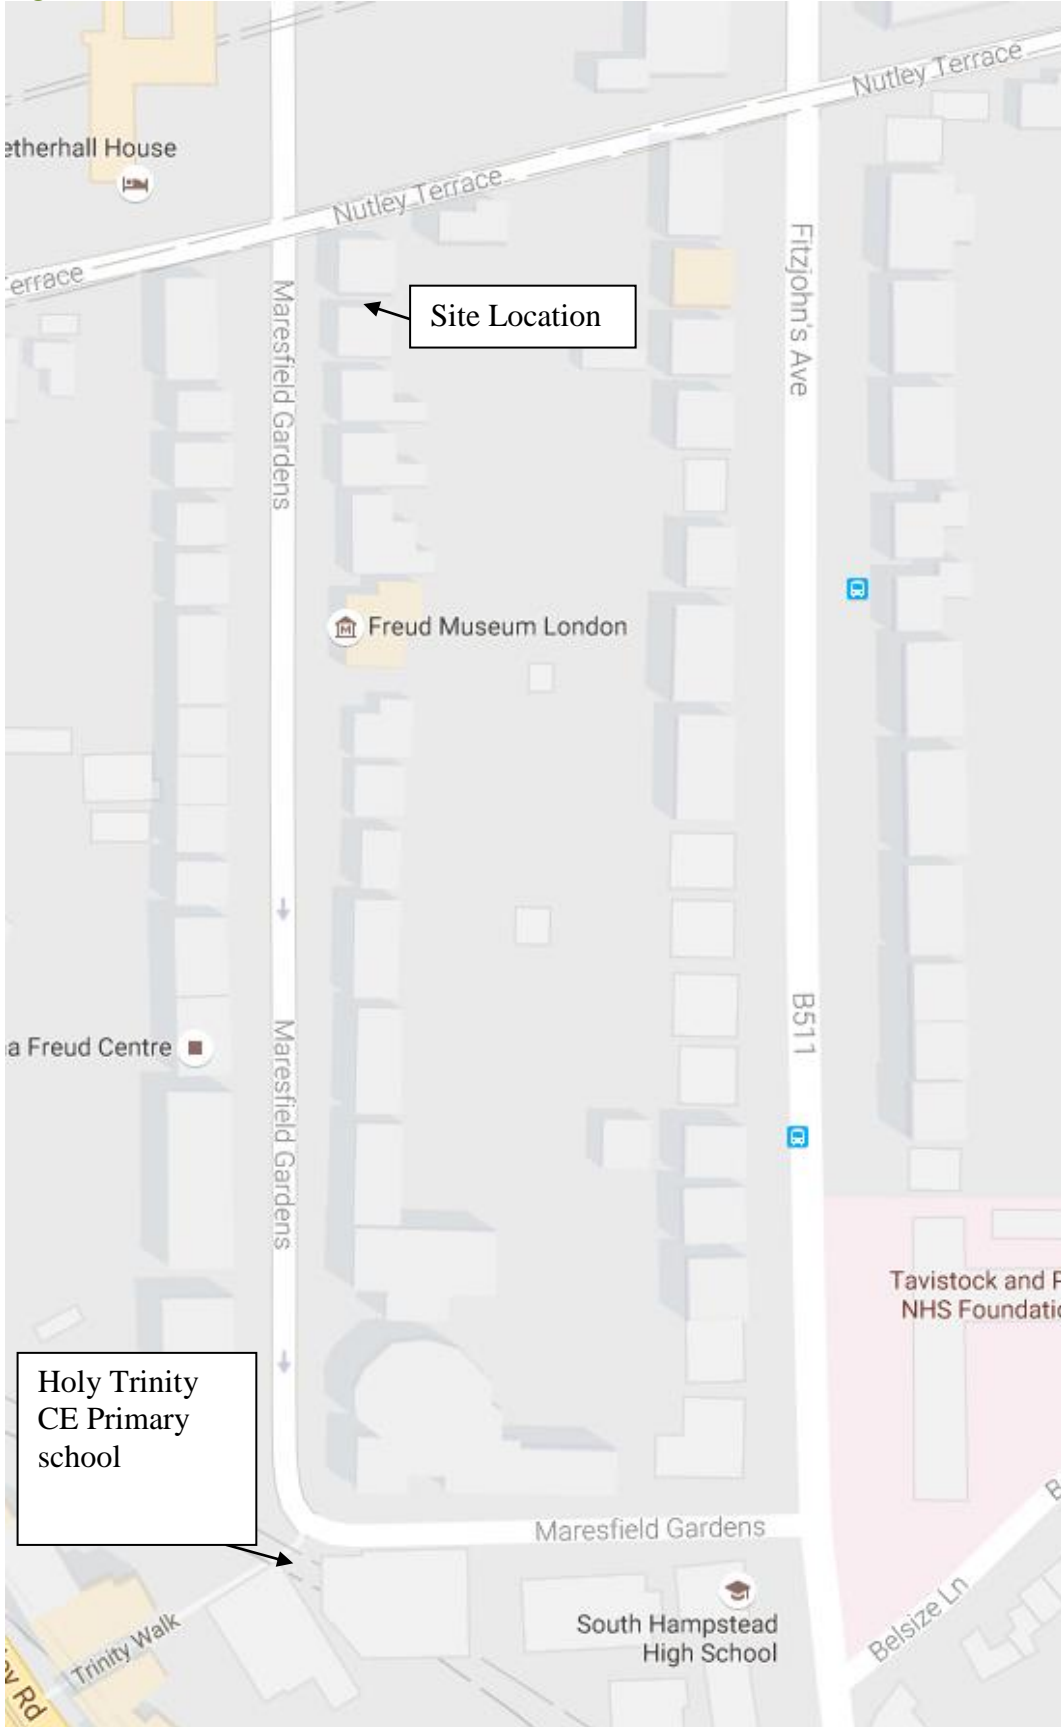 Nutley Terrace
etherhall House
Nutley Terrace
errace
Site Location
Maresfield Gardens
Fitzjohn's Ave
Freud Museum London
B511
a Freud Centre
Maresfield Gardens
Tavistock and P
NHS Foundatio
Holy Trinity
CE Primary
school
Maresfield Gardens
South Hampstead
High School
Belsize Ln
B
Trinity Walk
Rd